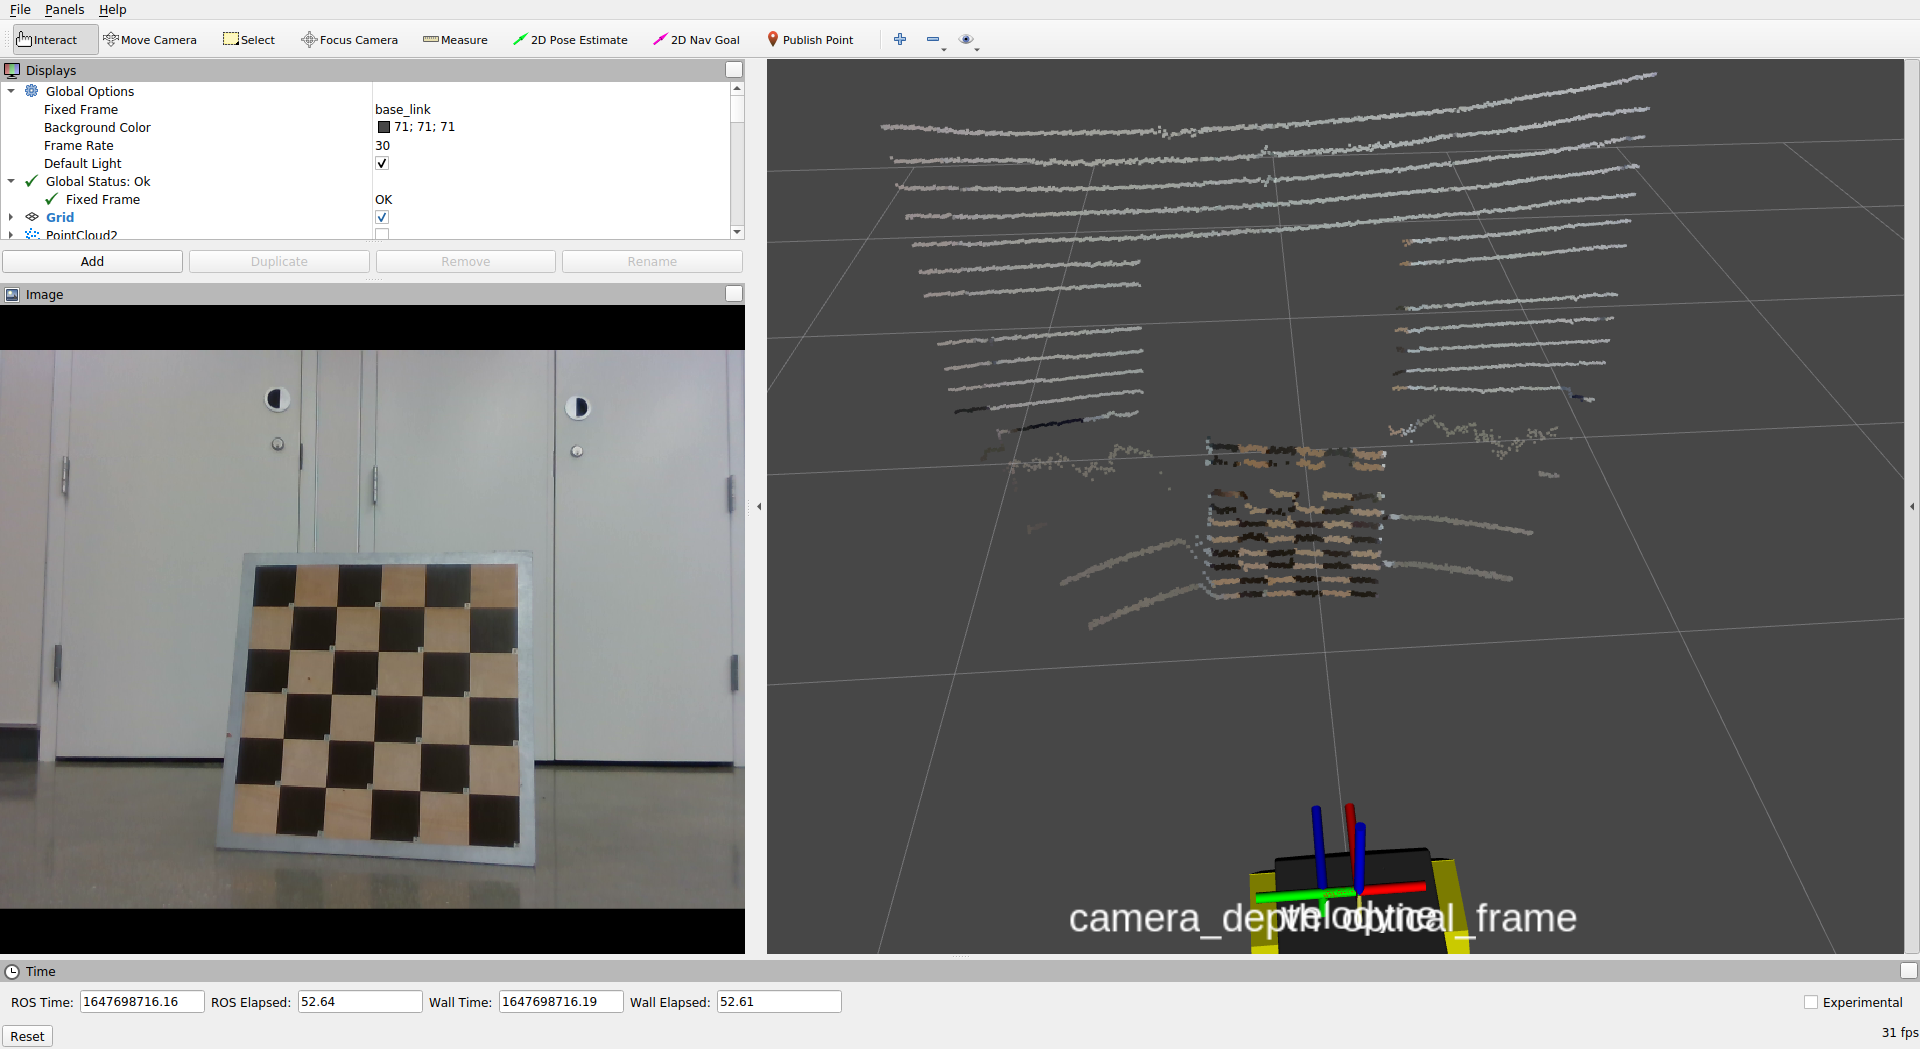 File Panels Help
Interact Move Camera Select Focus Camera Measure 2D Pose Estimate 2D Nav Goal Publish Point
Displays
Global Options
Fixed Frame base_link
Background Color 71; 71; 71
Frame Rate 30
Default Light
Global Status: Ok
Fixed Frame OK
Grid
PointCloud2
Add Duplicate Remove Rename
Image
camera_depth_optical_frame
velodyne
Time
ROS Time: 1647698716.16 ROS Elapsed: 52.64 Wall Time: 1647698716.19 Wall Elapsed: 52.61 Experimental
Reset 31 fps